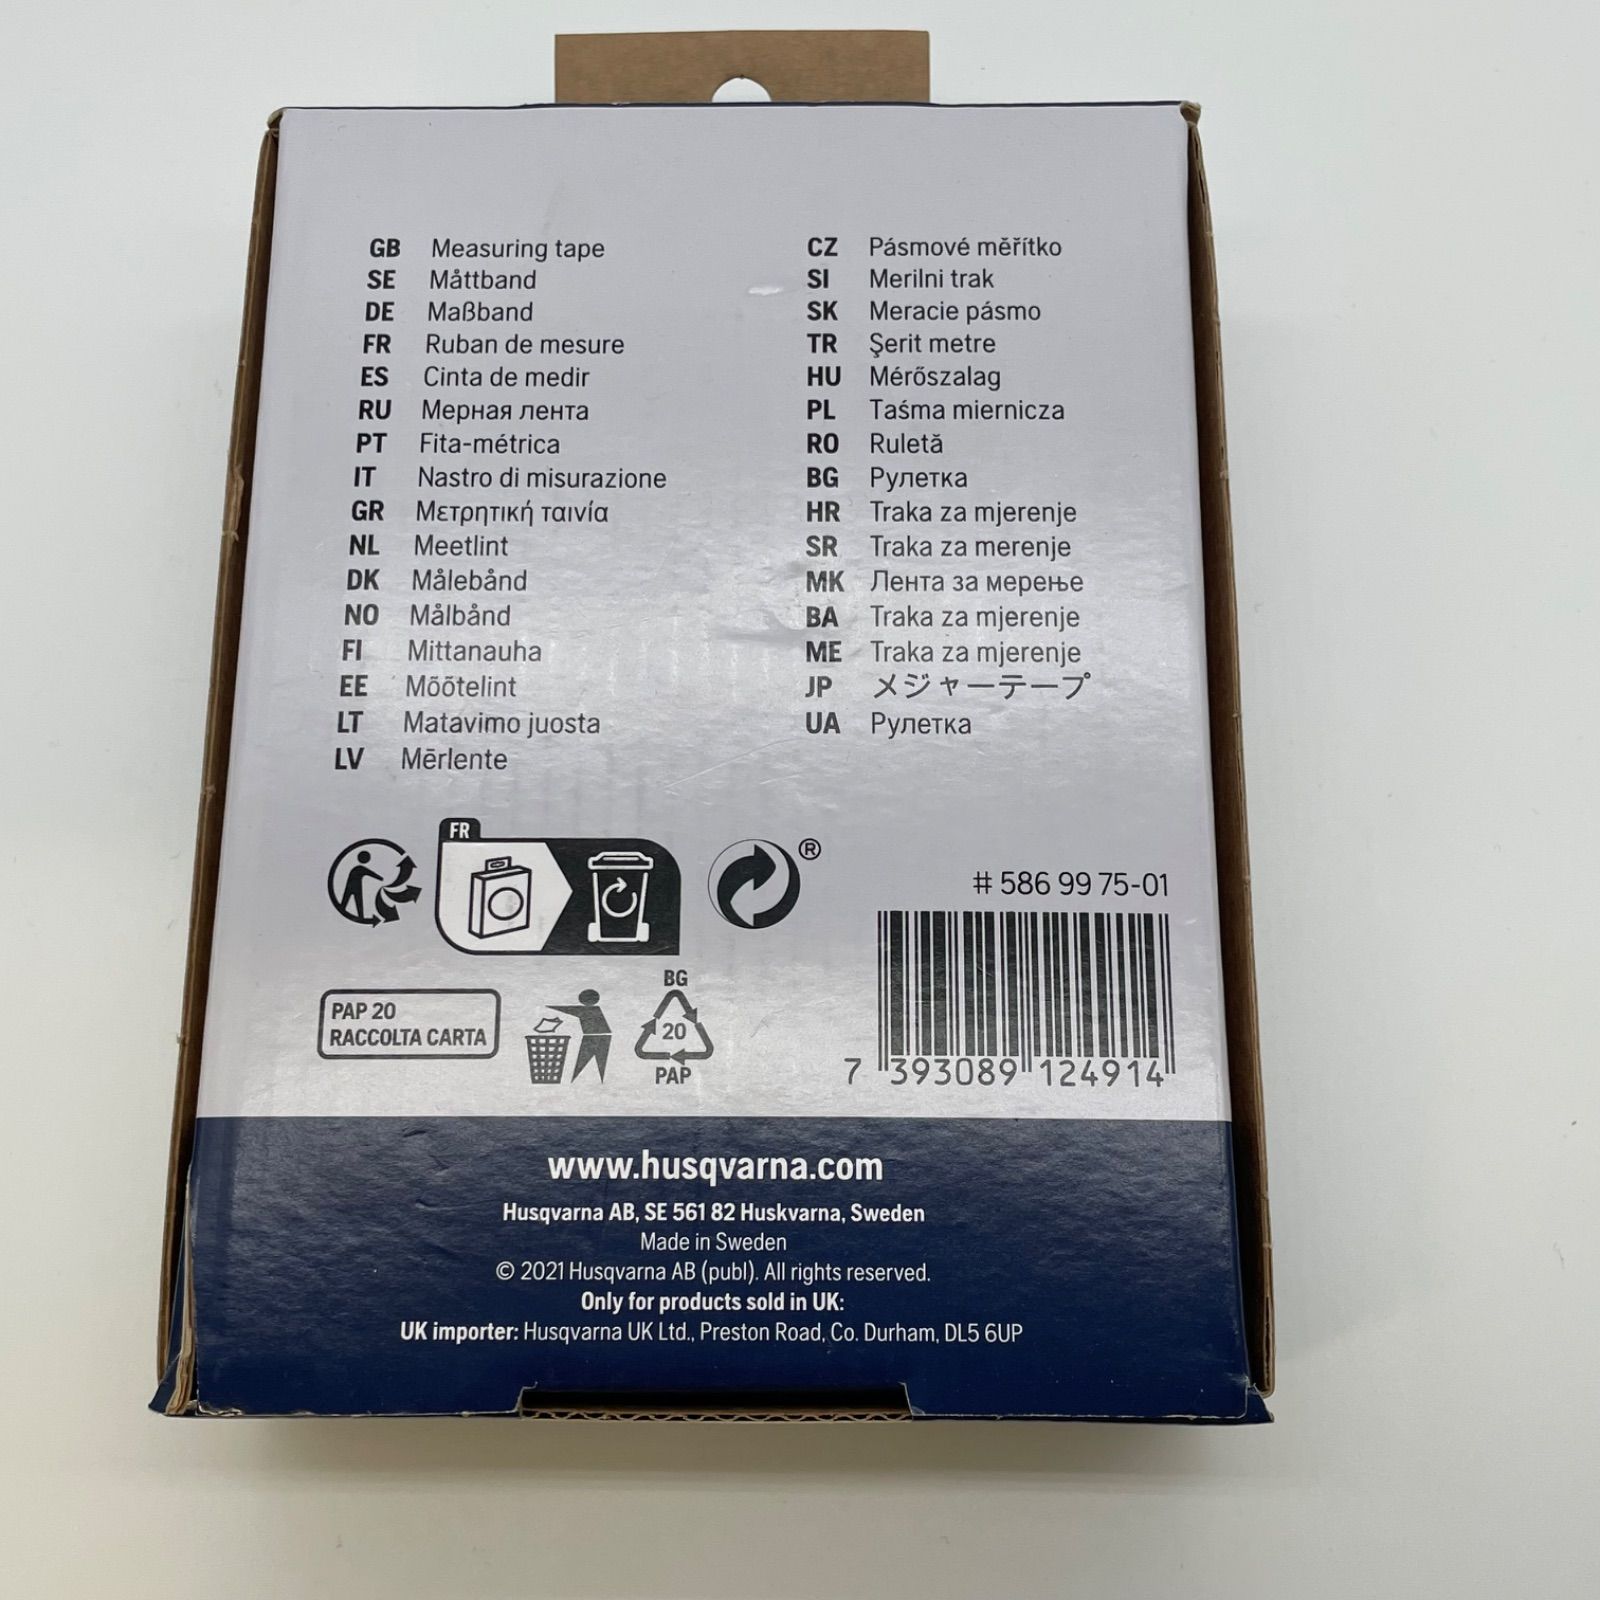 GB Measuring tape
SE Måttband
DE Maßband
FR Ruban de mesure
ES Cinta de medir
RU Мерная лента
PT Fita-métrica
IT Nastro di misurazione
GR Μετρητική ταινία
NL Meetlint
DK Målebånd
NO Målbånd
FI Mittanauha
EE Mõõtelint
LT Matavimo juosta
LV Mērlente
CZ Pásmové měřítko
SI Merilni trak
SK Meracie pásmo
TR Şerit metre
HU Mérőszalag
PL Taśma miernicza
RO Ruletă
BG Рулетка
HR Traka za mjerenje
SR Traka za merenje
MK Лента за мерење
BA Traka za mjerenje
ME Traka za mjerenje
JP メジャーテープ
UA Рулетка
FR
®
# 586 99 75-01
PAP 20
RACCOLTA CARTA
BG
20
PAP
7 393089 124914
www.husqvarna.com
Husqvarna AB, SE 561 82 Huskvarna, Sweden
Made in Sweden
© 2021 Husqvarna AB (publ). All rights reserved.
Only for products sold in UK:
UK importer: Husqvarna UK Ltd., Preston Road, Co. Durham, DL5 6UP